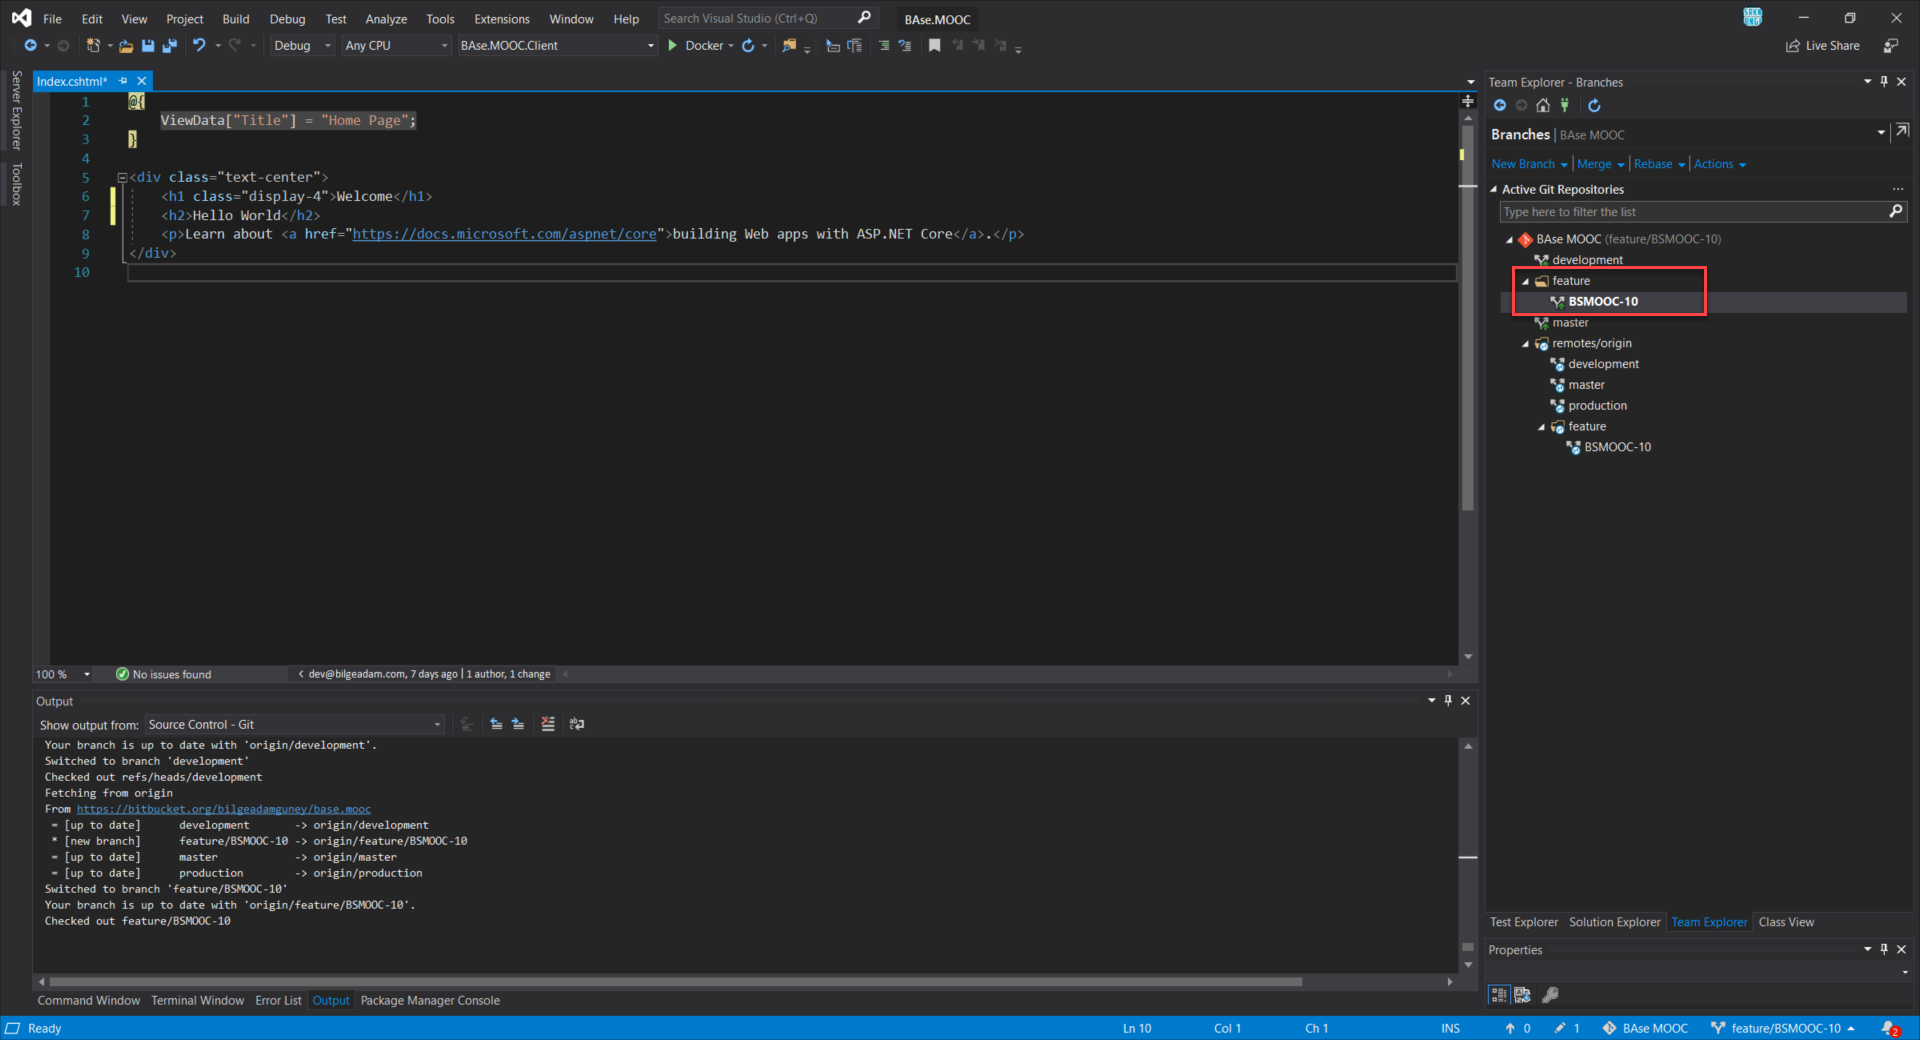 File Edit View Project Build Debug Test Analyze Tools Extensions Window Help Search Visual Studio (Ctrl+Q) BAse.MOOC
Debug Any CPU BAse.MOOC.Client Docker Live Share
Server Explorer
Toolbox
Index.cshtml*
1 @{
2 ViewData["Title"] = "Home Page";
3 }
4
5 <div class="text-center">
6 <h1 class="display-4">Welcome</h1>
7 <h2>Hello World</h2>
8 <p>Learn about <a href="https://docs.microsoft.com/aspnet/core">building Web apps with ASP.NET Core</a>.</p>
9 </div>
10
100 % No issues found dev@bilgeadam.com, 7 days ago | 1 author, 1 change
Output
Show output from: Source Control - Git
Your branch is up to date with 'origin/development'.
Switched to branch 'development'
Checked out refs/heads/development
Fetching from origin
From https://bitbucket.org/bilgeadamguney/base.mooc
= [up to date] development -> origin/development
* [new branch] feature/BSMOOC-10 -> origin/feature/BSMOOC-10
= [up to date] master -> origin/master
= [up to date] production -> origin/production
Switched to branch 'feature/BSMOOC-10'
Your branch is up to date with 'origin/feature/BSMOOC-10'.
Checked out feature/BSMOOC-10
Command Window Terminal Window Error List Output Package Manager Console
Team Explorer - Branches
Branches | BAse MOOC
New Branch | Merge | Rebase | Actions
Active Git Repositories
Type here to filter the list
BAse MOOC (feature/BSMOOC-10)
development
feature
BSMOOC-10
master
remotes/origin
development
master
production
feature
BSMOOC-10
Test Explorer Solution Explorer Team Explorer Class View
Properties
Ready Ln 10 Col 1 Ch 1 INS 0 1 BAse MOOC feature/BSMOOC-10 2